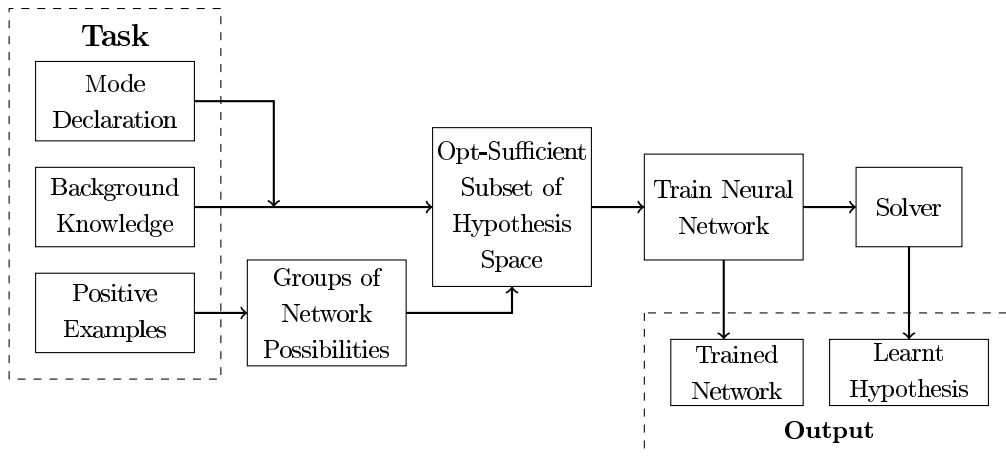 Task
Mode
Declaration
Background
Knowledge
Positive
Examples
Groups of
Network
Possibilities
Opt-Sufficient
Subset of
Hypothesis
Space
Train Neural
Network
Solver
Trained
Network
Learnt
Hypothesis
Output